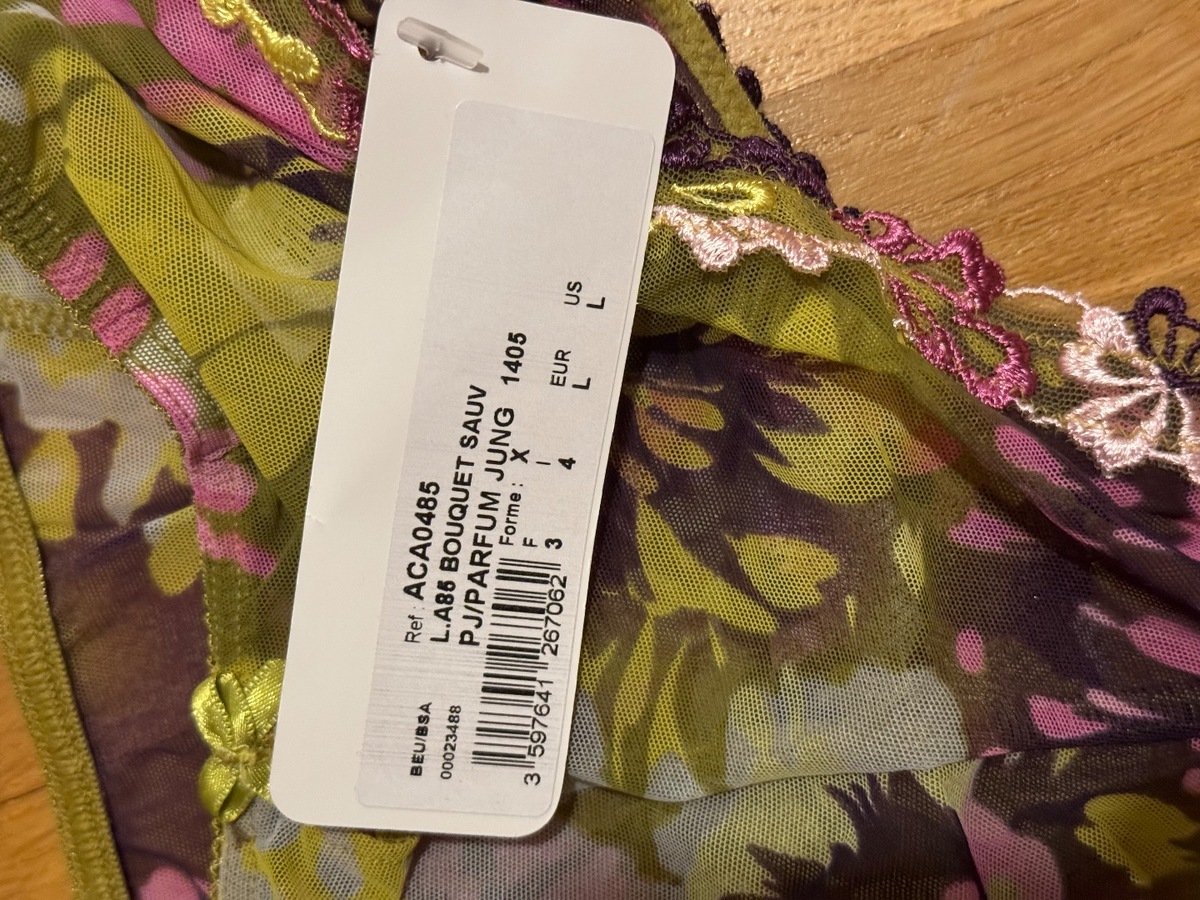 Ref : ACA0485
L.A85 BOUQUET SAUV
PJ/PARFUM JUNG 1405
Forme : X
F I EUR US
3 4 L L
BEU/BSA
00023488
3 597641 267062